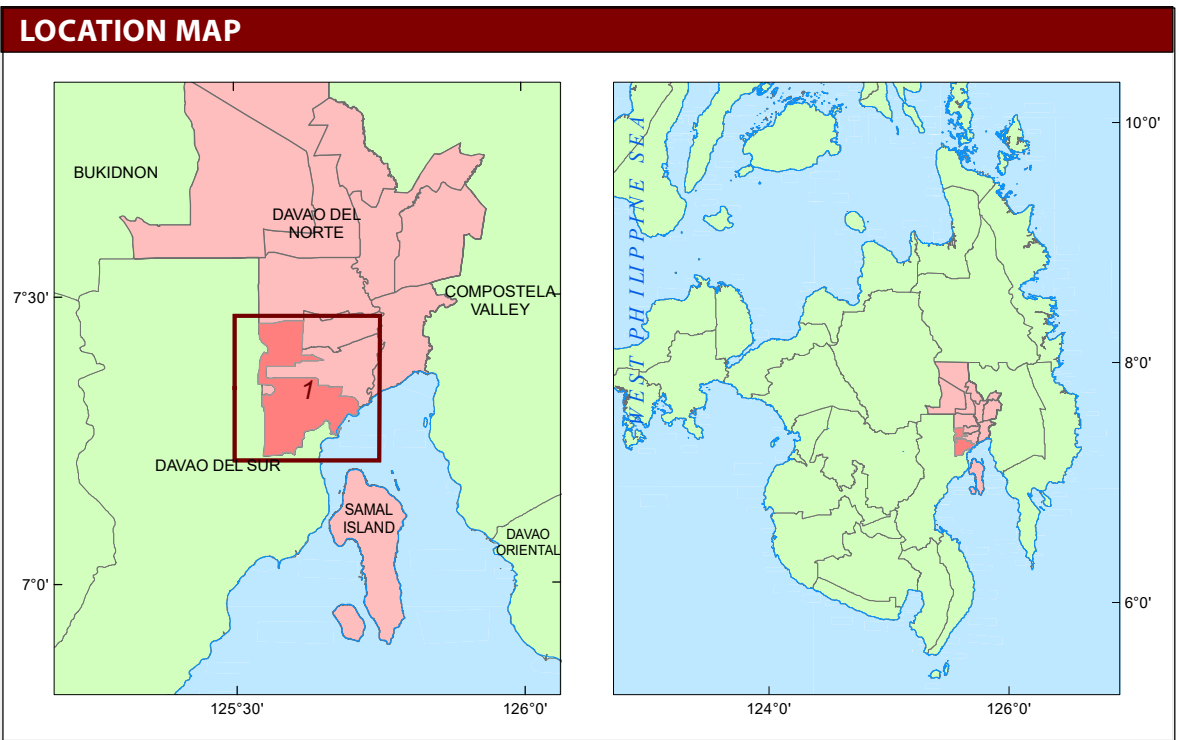 LOCATION MAP
BUKIDNON
DAVAO DEL
NORTE
7°30'
COMPOSTELA
VALLEY
1
DAVAO DEL SUR
SAMAL
ISLAND
DAVAO
ORIENTAL
7°0'
125°30'
126°0'
WEST PHILIPPINE SEA
10°0'
8°0'
6°0'
124°0'
126°0'